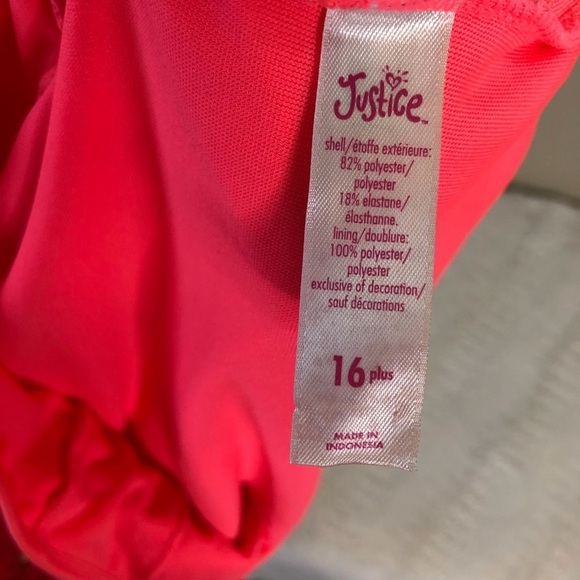 Justice™
shell/étoffe extérieure:
82% polyester/
polyester
18% elastane/
élasthanne.
lining/doublure:
100% polyester/
polyester
exclusive of decoration/
sauf décorations
16 plus
MADE IN
INDONESIA